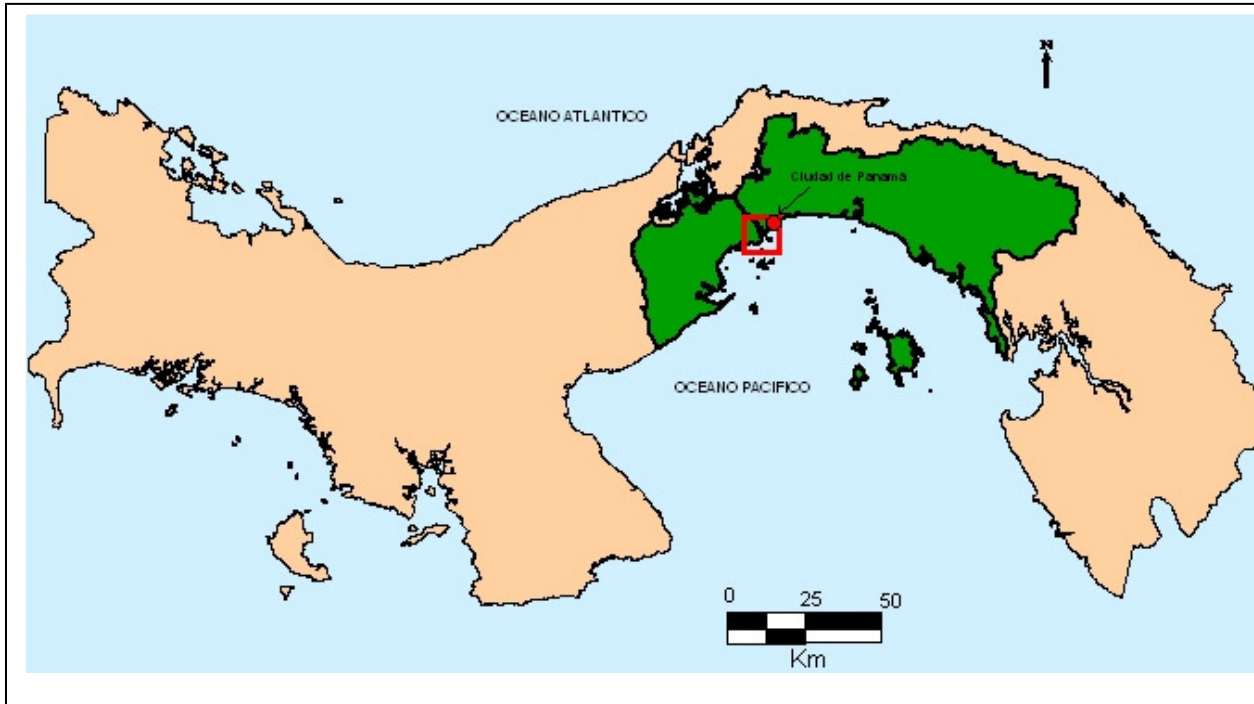 N
OCEANO ATLANTICO
Ciudad de Panamá
OCEANO PACIFICO
0 25 50
Km